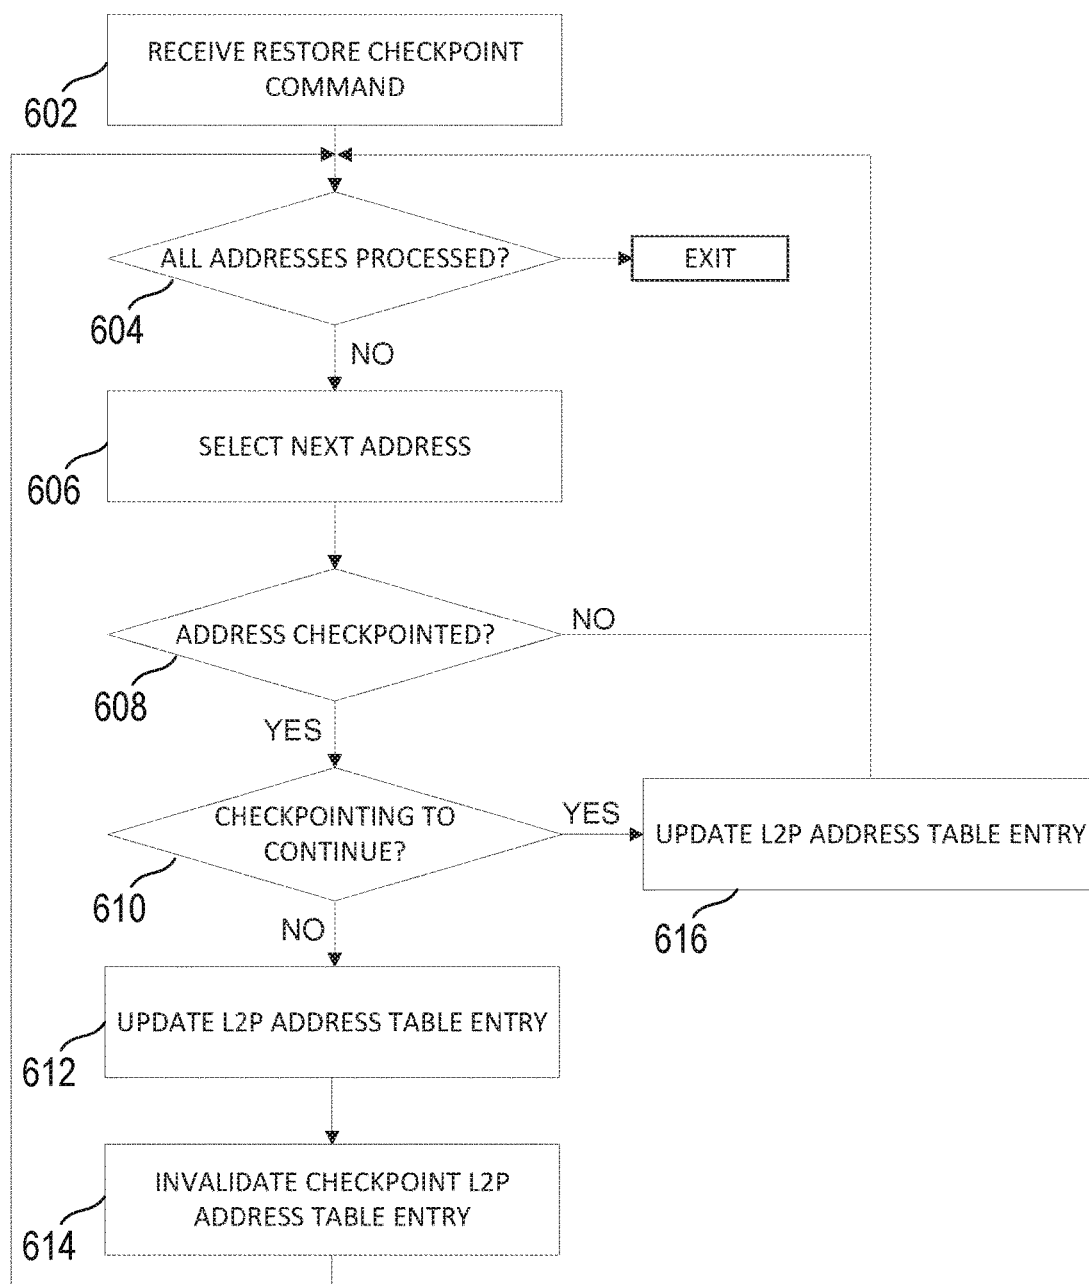 RECEIVE RESTORE CHECKPOINT
COMMAND
602
ALL ADDRESSES PROCESSED?
EXIT
604
NO
SELECT NEXT ADDRESS
606
ADDRESS CHECKPOINTED?
NO
608
YES
CHECKPOINTING TO
CONTINUE?
YES
UPDATE L2P ADDRESS TABLE ENTRY
610
616
NO
UPDATE L2P ADDRESS TABLE ENTRY
612
INVALIDATE CHECKPOINT L2P
ADDRESS TABLE ENTRY
614